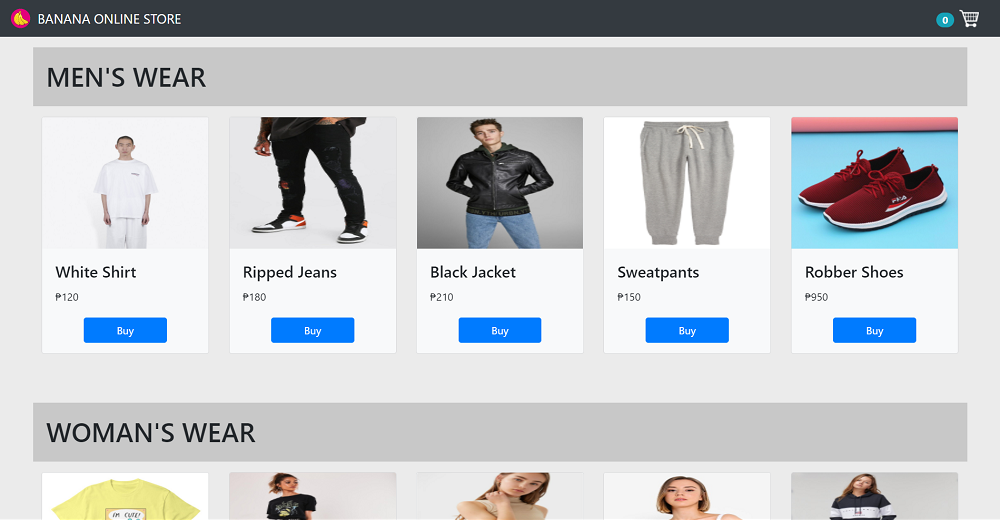 BANANA ONLINE STORE
0
MEN'S WEAR
White Shirt
₱120
Buy
Ripped Jeans
₱180
Buy
Black Jacket
₱210
Buy
Sweatpants
₱150
Buy
Robber Shoes
₱950
Buy
WOMAN'S WEAR
I'M CUTE!